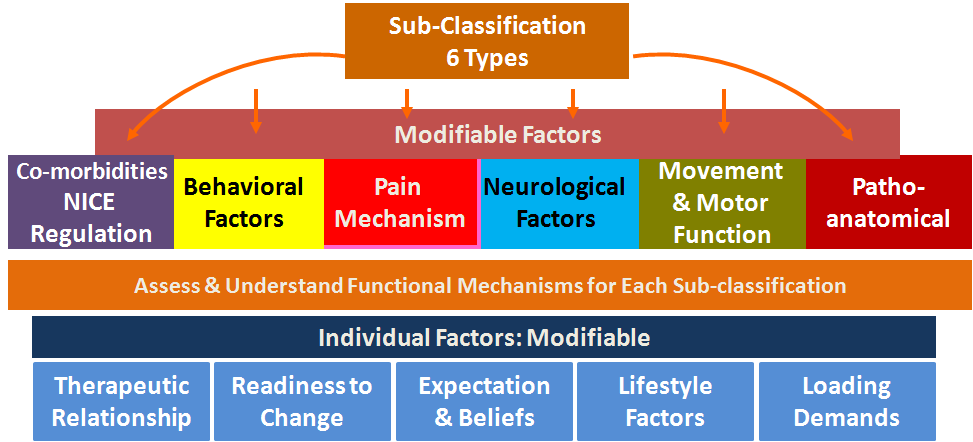 Sub-Classification
6 Types
Modifiable Factors
Co-morbidities
NICE
Regulation
Behavioral
Factors
Pain
Mechanism
Neurological
Factors
Movement
& Motor
Function
Patho-
anatomical
Assess & Understand Functional Mechanisms for Each Sub-classification
Individual Factors: Modifiable
Therapeutic
Relationship
Readiness to
Change
Expectation
& Beliefs
Lifestyle
Factors
Loading
Demands